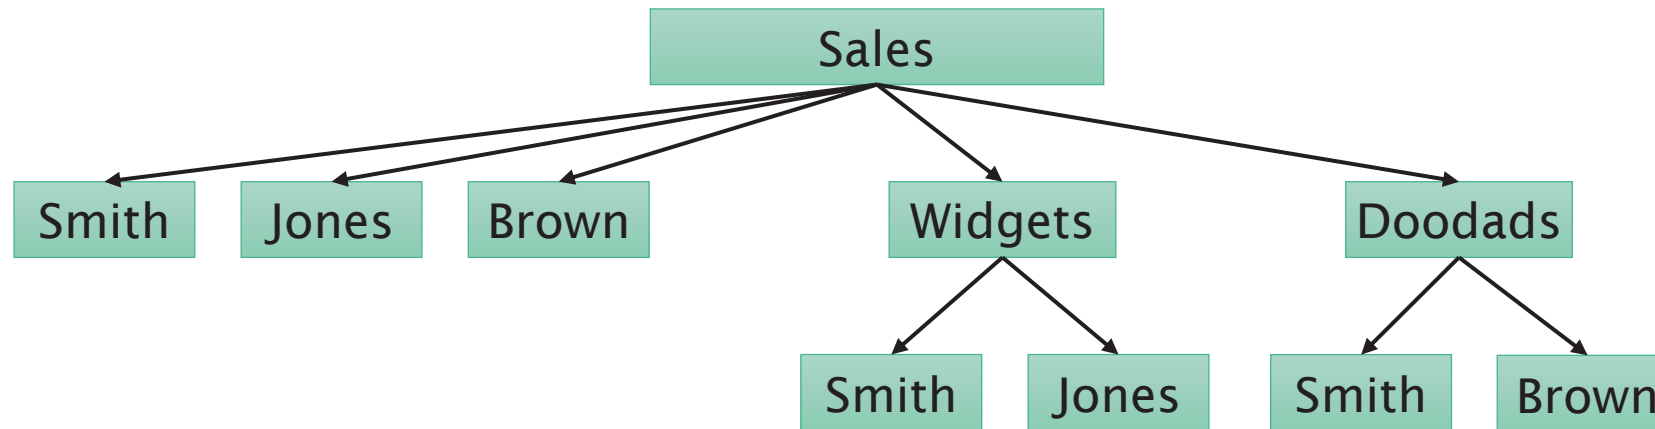 Sales
Smith
Jones
Brown
Widgets
Doodads
Smith
Jones
Smith
Brown